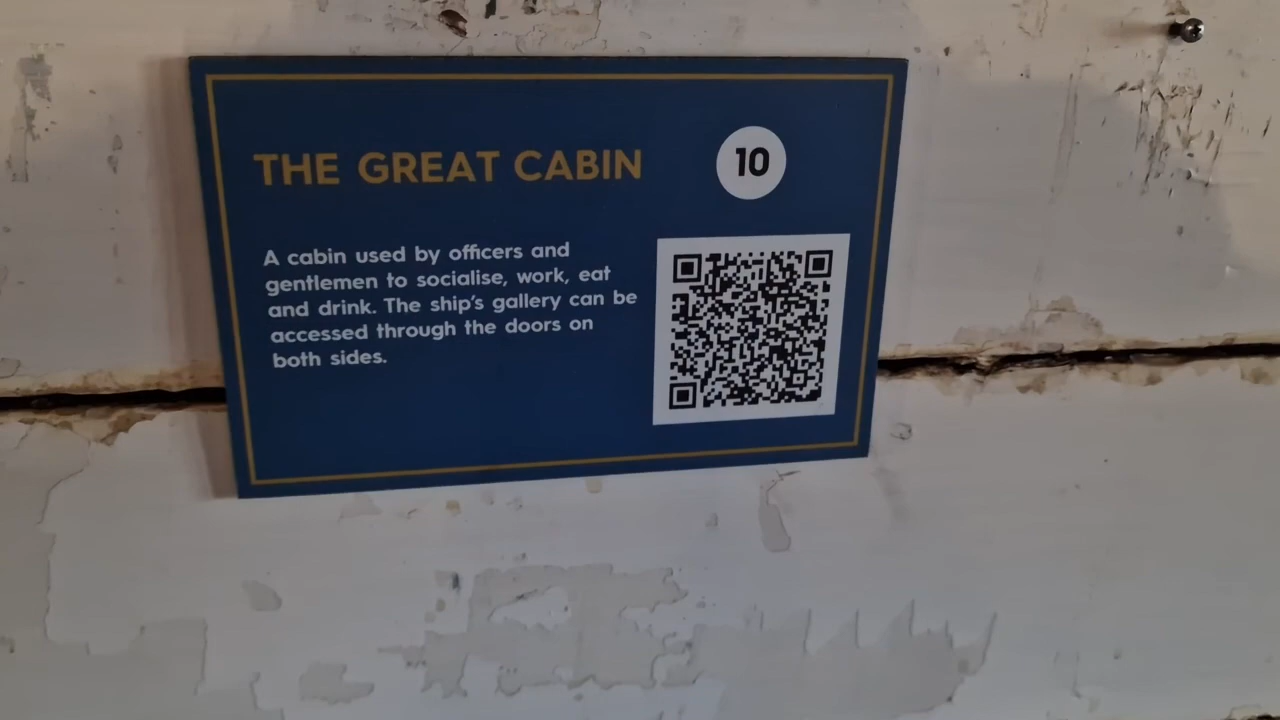 THE GREAT CABIN
10
A cabin used by officers and
gentlemen to socialise, work, eat
and drink. The ship's gallery can be
accessed through the doors on
both sides.